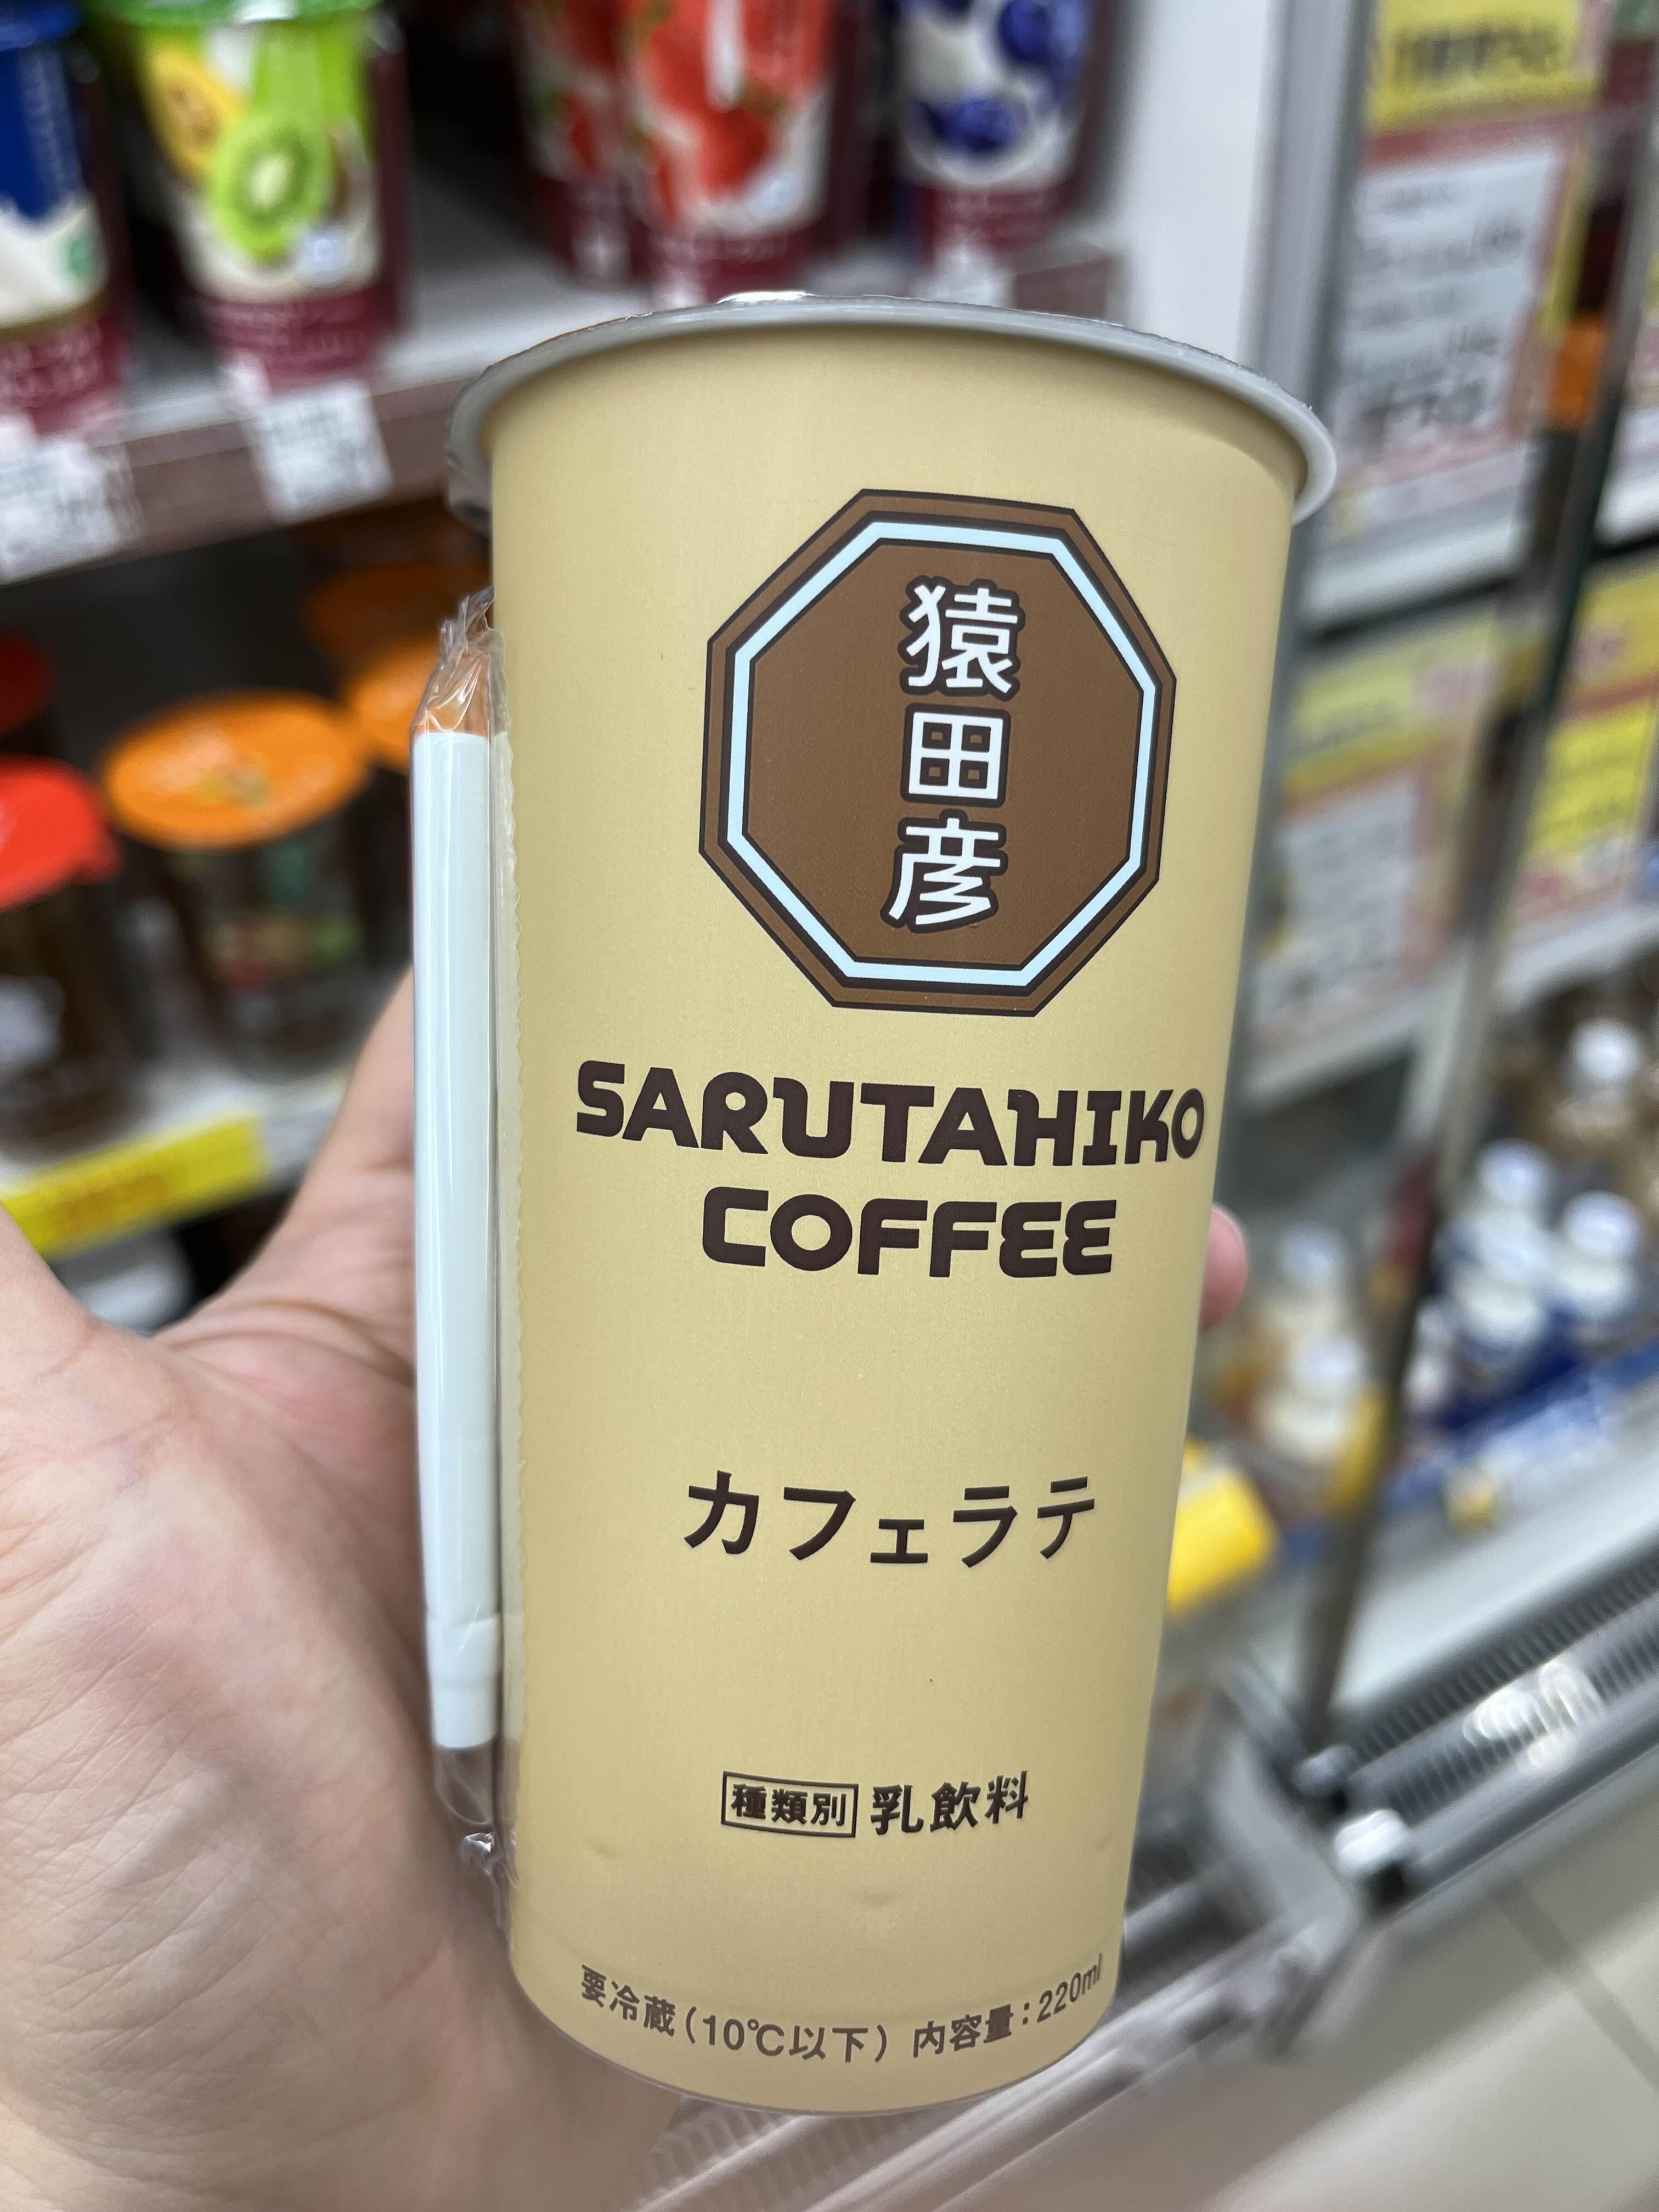 猿田彦
SARUTAHIKO
COFFEE
カフェラテ
種類別 乳飲料
要冷蔵(10℃以下) 内容量:220ml